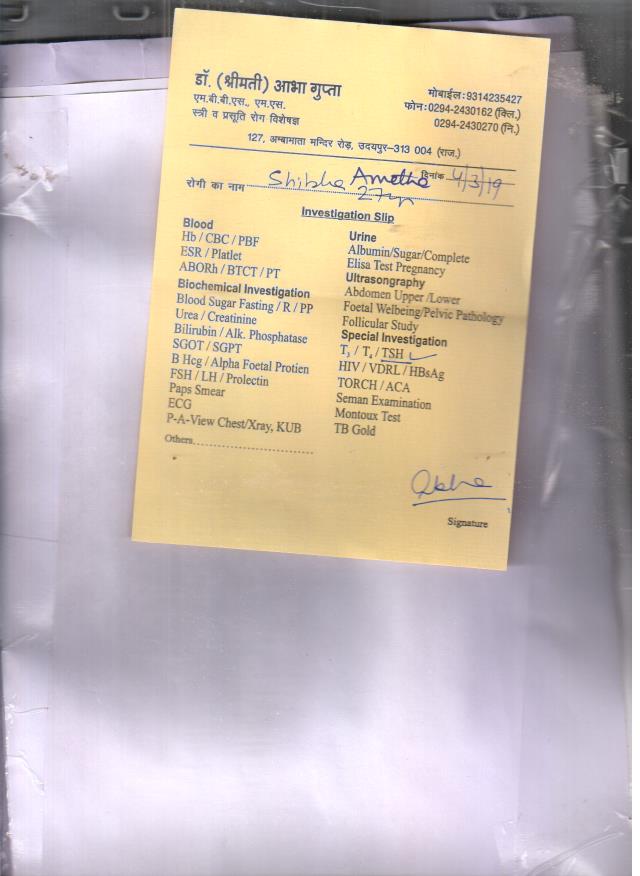 डॉ. (श्रीमती) आभा गुप्ता
एम.बी.बी.एस., एम.एस.
स्त्री व प्रसूति रोग विशेषज्ञ
मोबाईल:9314235427
फोन:0294-2430162 (क्लि.)
0294-2430270 (नि.)
127, अम्बामाता मन्दिर रोड़, उदयपुर-313 004 (राज.)
रोगी का नाम Shibha Ametha दिनांक 4/3/19
27yr
Investigation Slip
Blood
Hb / CBC / PBF
ESR / Platlet
ABORh / BTCT / PT
Biochemical Investigation
Blood Sugar Fasting / R / PP
Urea / Creatinine
Bilirubin / Alk. Phosphatase
SGOT / SGPT
B Hcg / Alpha Foetal Protien
FSH / LH / Prolectin
Paps Smear
ECG
P-A-View Chest/Xray, KUB
Others
Urine
Albumin/Sugar/Complete
Elisa Test Pregnancy
Ultrasongraphy
Abdomen Upper /Lower
Foetal Welbeing/Pelvic Pathology
Follicular Study
Special Investigation
T3 / T4 / TSH ✓
HIV / VDRL / HBsAg
TORCH / ACA
Seman Examination
Montoux Test
TB Gold
Signature